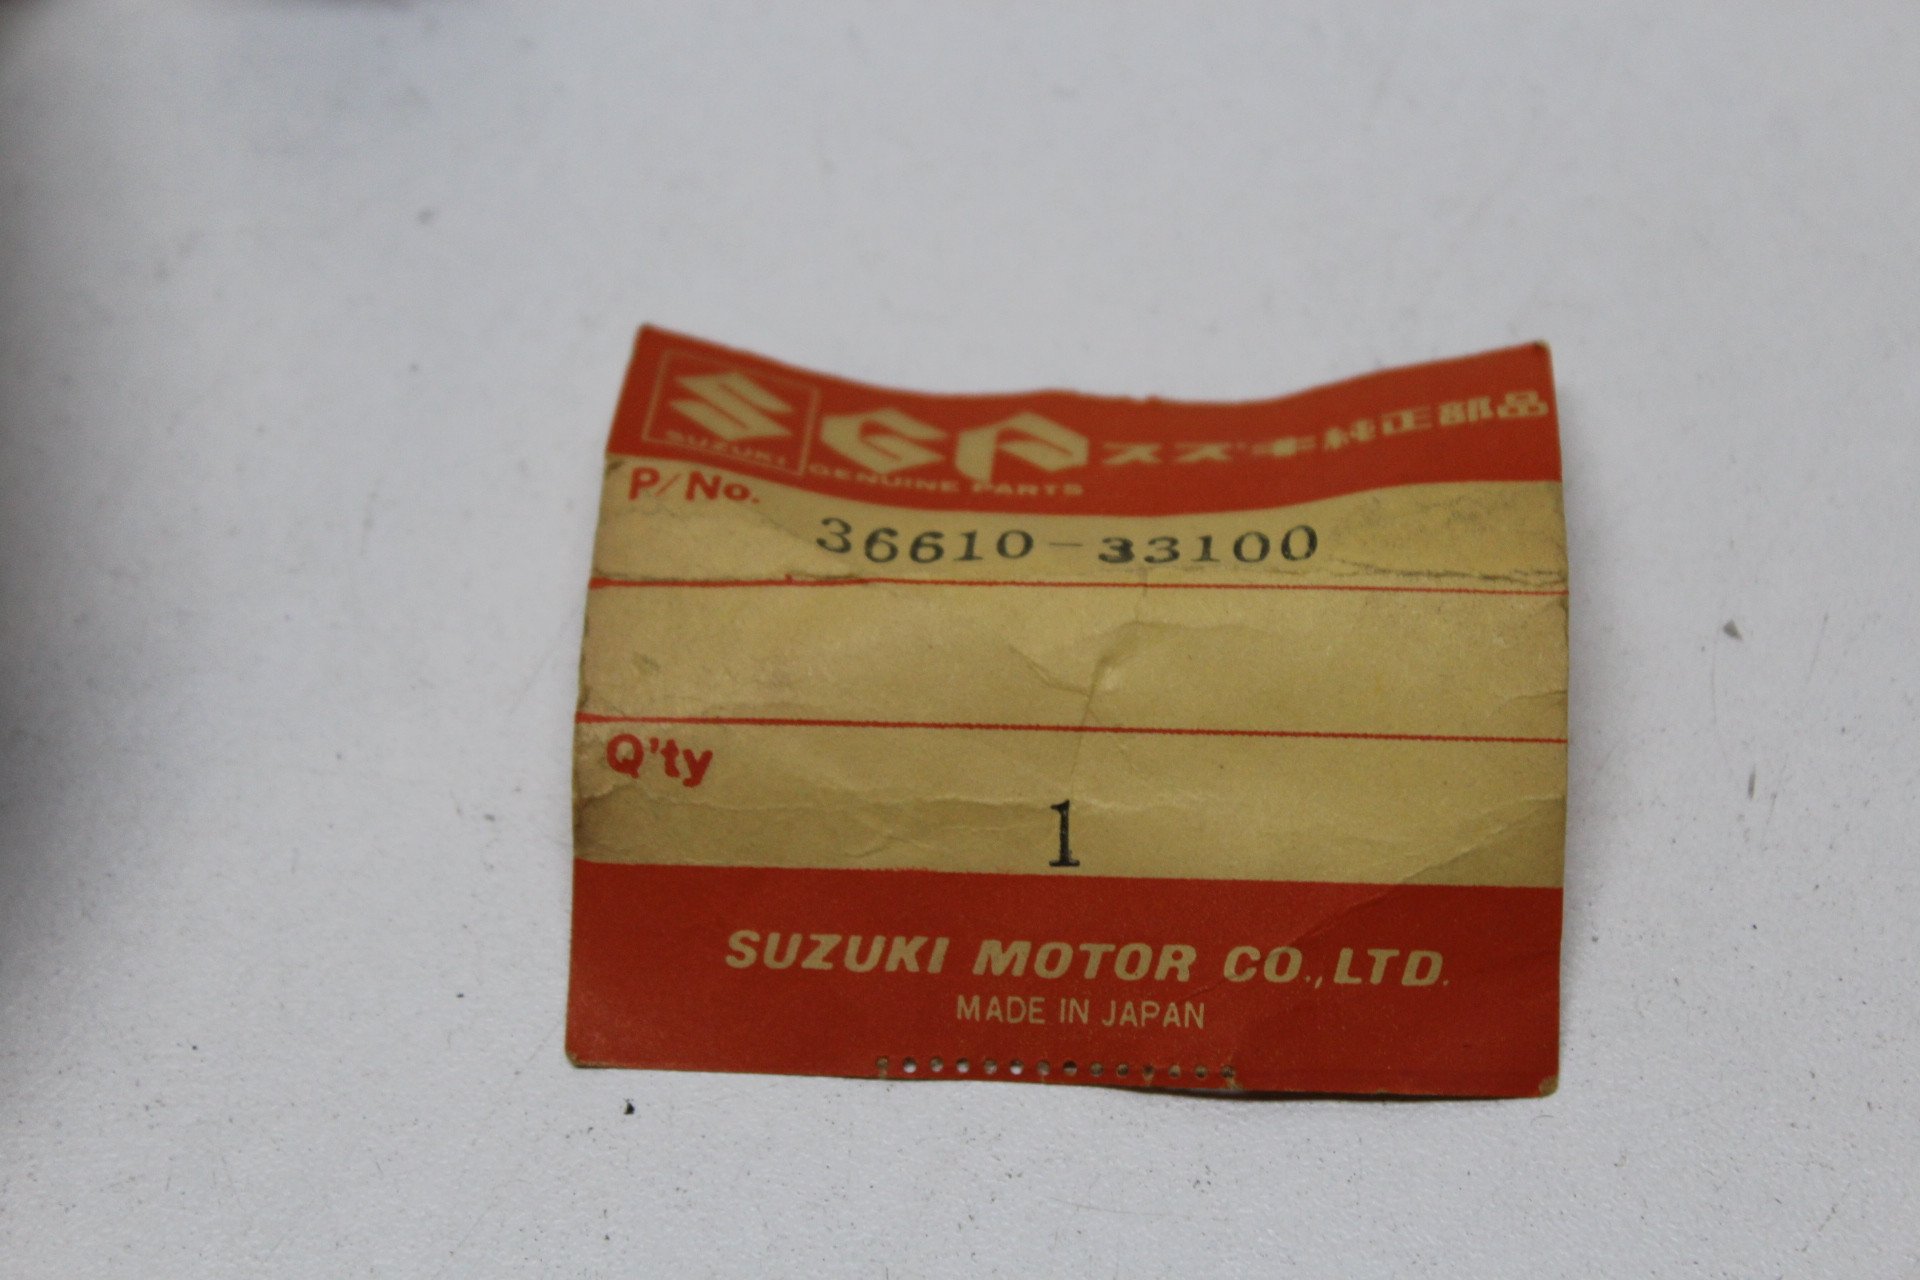 SUZUKI
GP スズキ純正部品
GENUINE PARTS
P/No.
36610-33100
Q'ty
1
SUZUKI MOTOR CO.,LTD.
MADE IN JAPAN